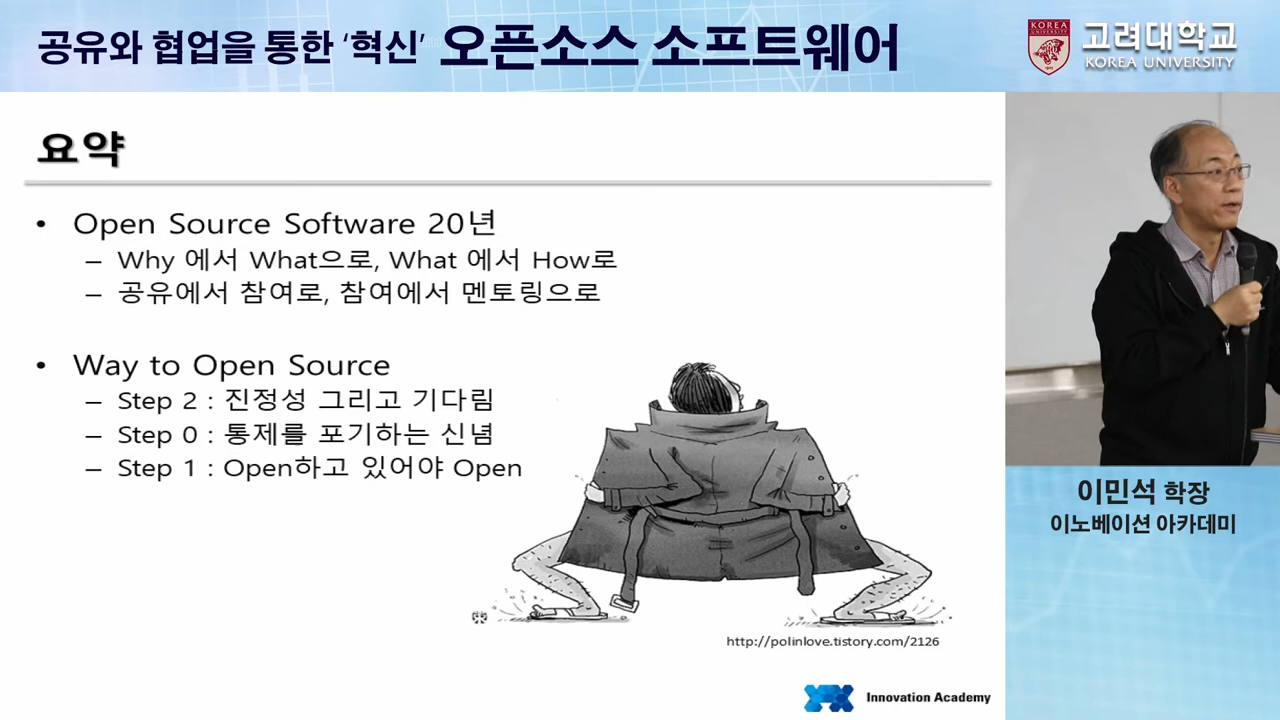 공유와 협업을 통한 '혁신' 오픈소스 소프트웨어
KOREA
UNIVERSITY
고려대학교
KOREA UNIVERSITY
요약
• Open Source Software 20년
– Why 에서 What으로, What 에서 How로
– 공유에서 참여로, 참여에서 멘토링으로
• Way to Open Source
– Step 2 : 진정성 그리고 기다림
– Step 0 : 통제를 포기하는 신념
– Step 1 : Open하고 있어야 Open
http://polinlove.tistory.com/2126
Innovation Academy
이민석 학장
이노베이션 아카데미